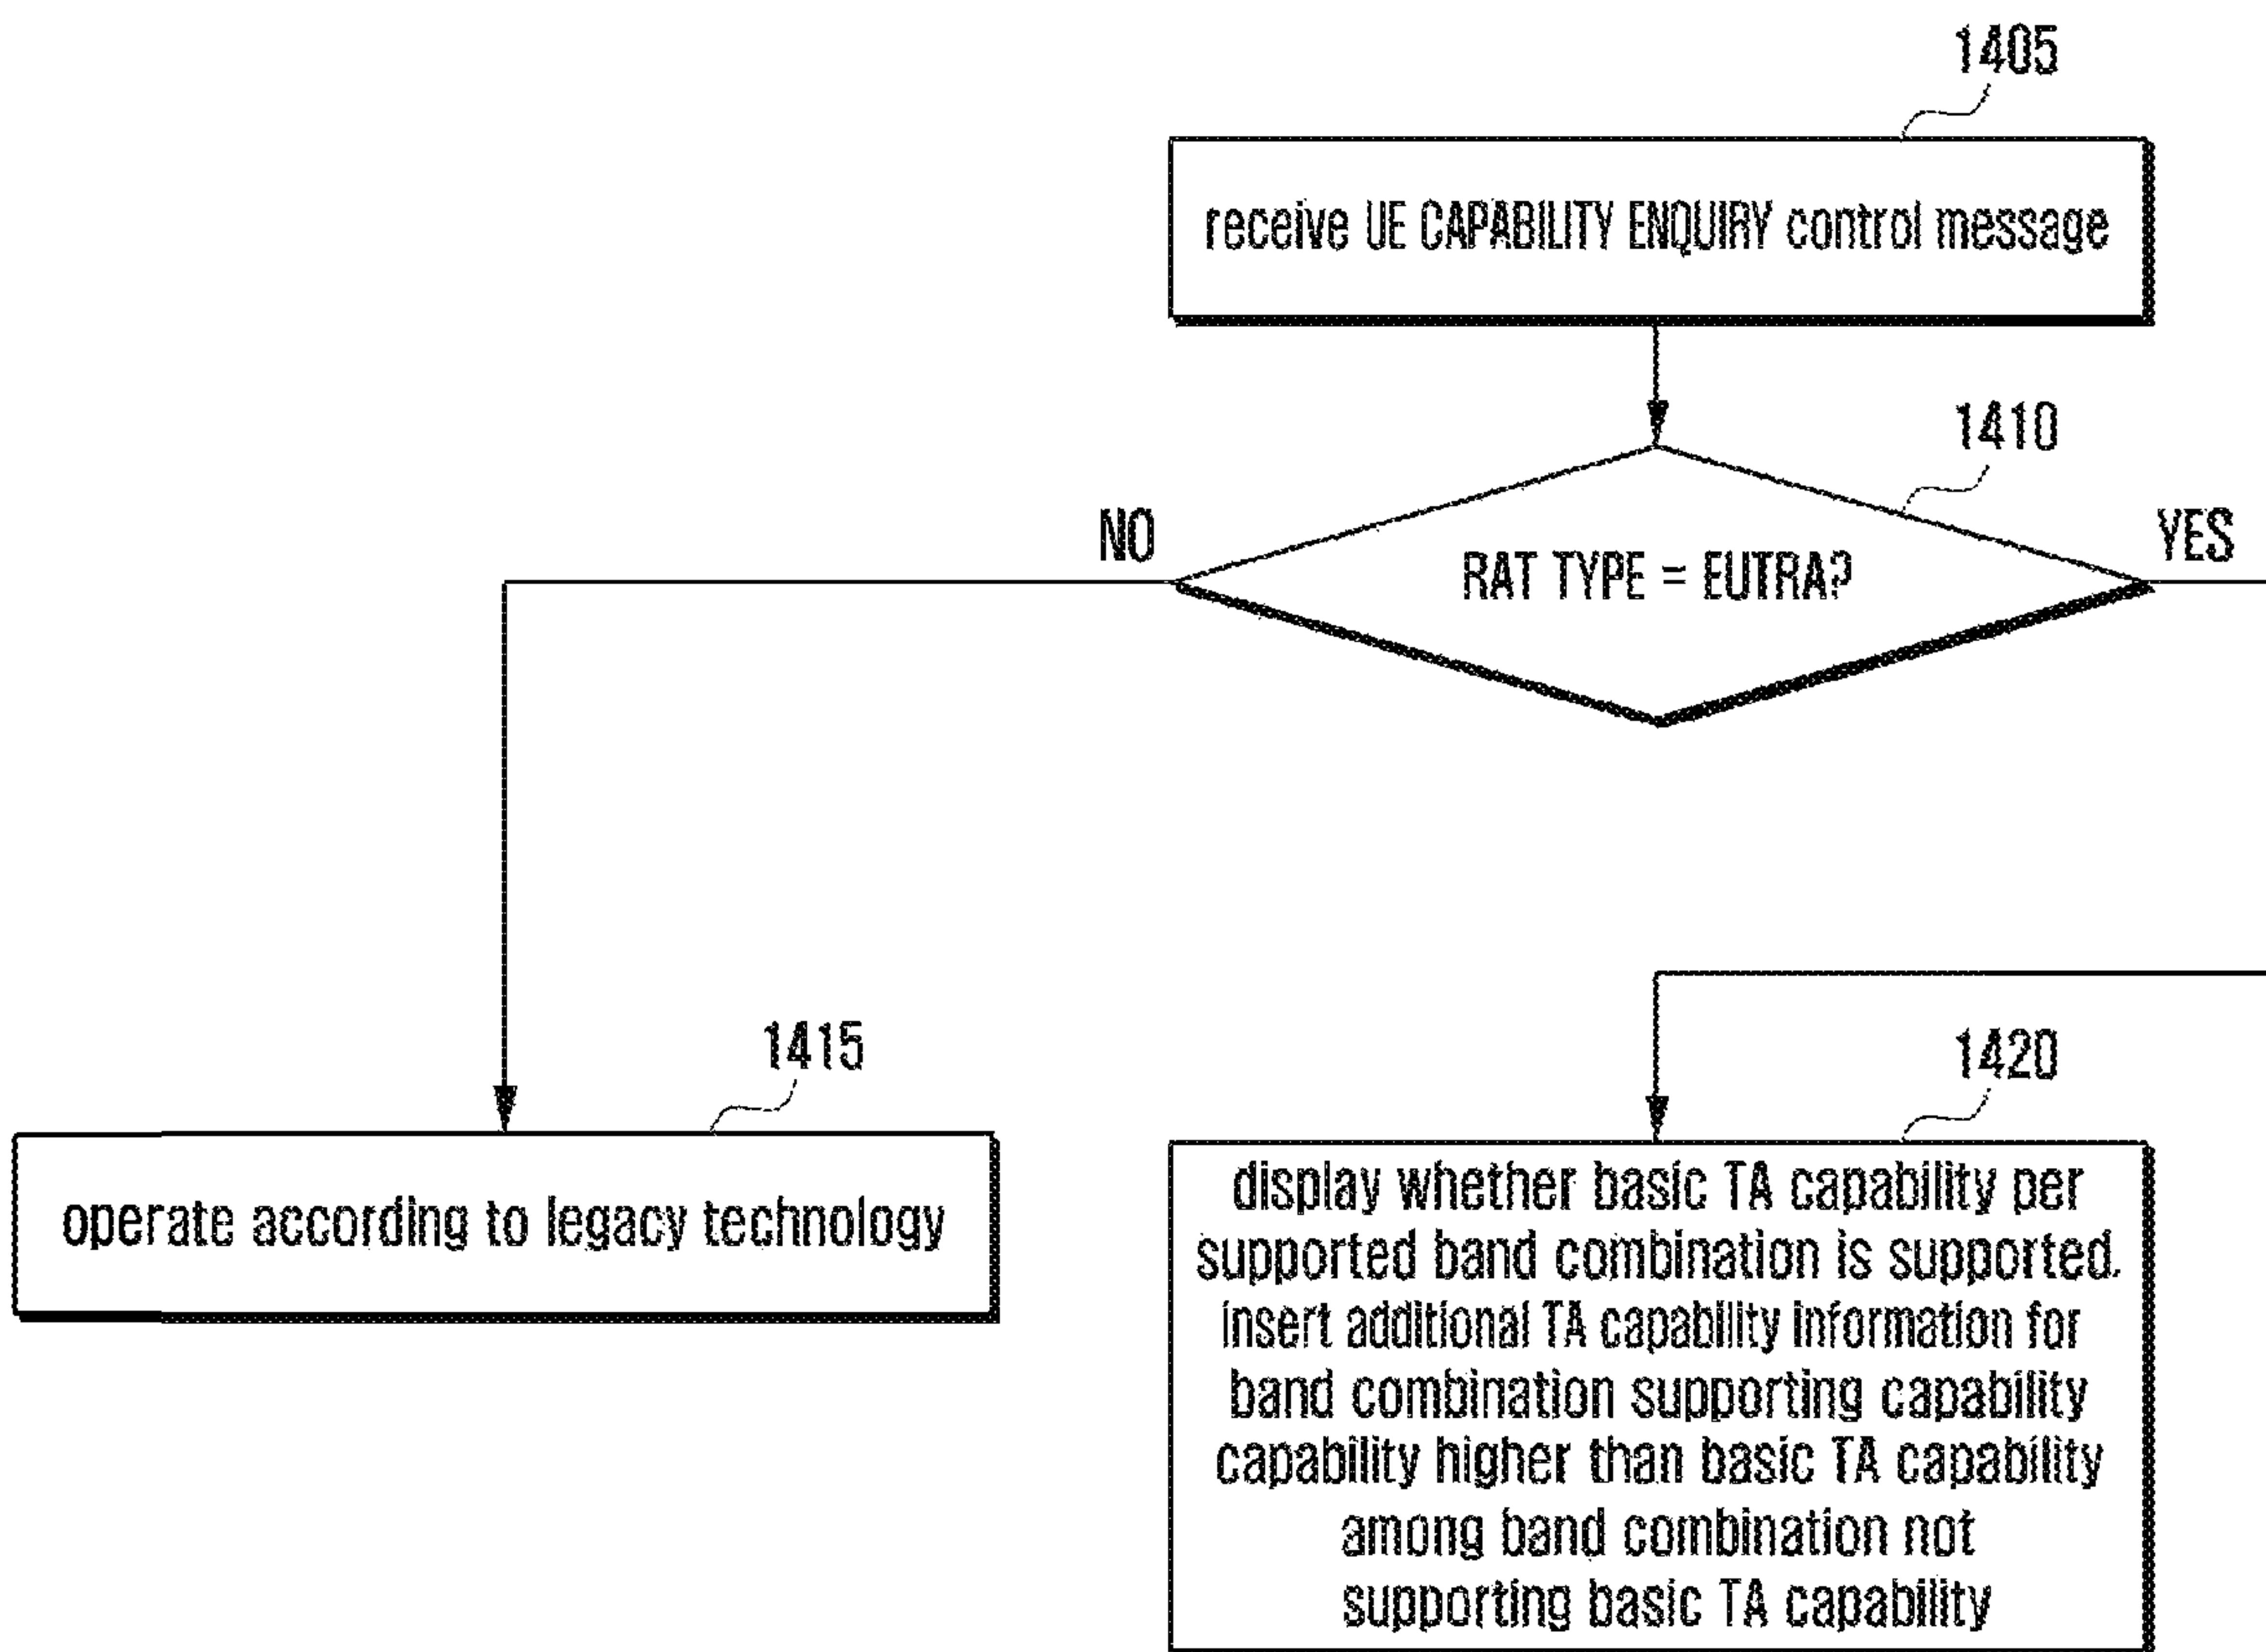 1405
receive UE CAPABILITY ENQUIRY control message
1410
NO
YES
RAT TYPE = EUTRA?
1415
operate according to legacy technology
1420
display whether basic TA capability per
supported band combination is supported.
insert additional TA capability information for
band combination supporting capability
capability higher than basic TA capability
among band combination not
supporting basic TA capability